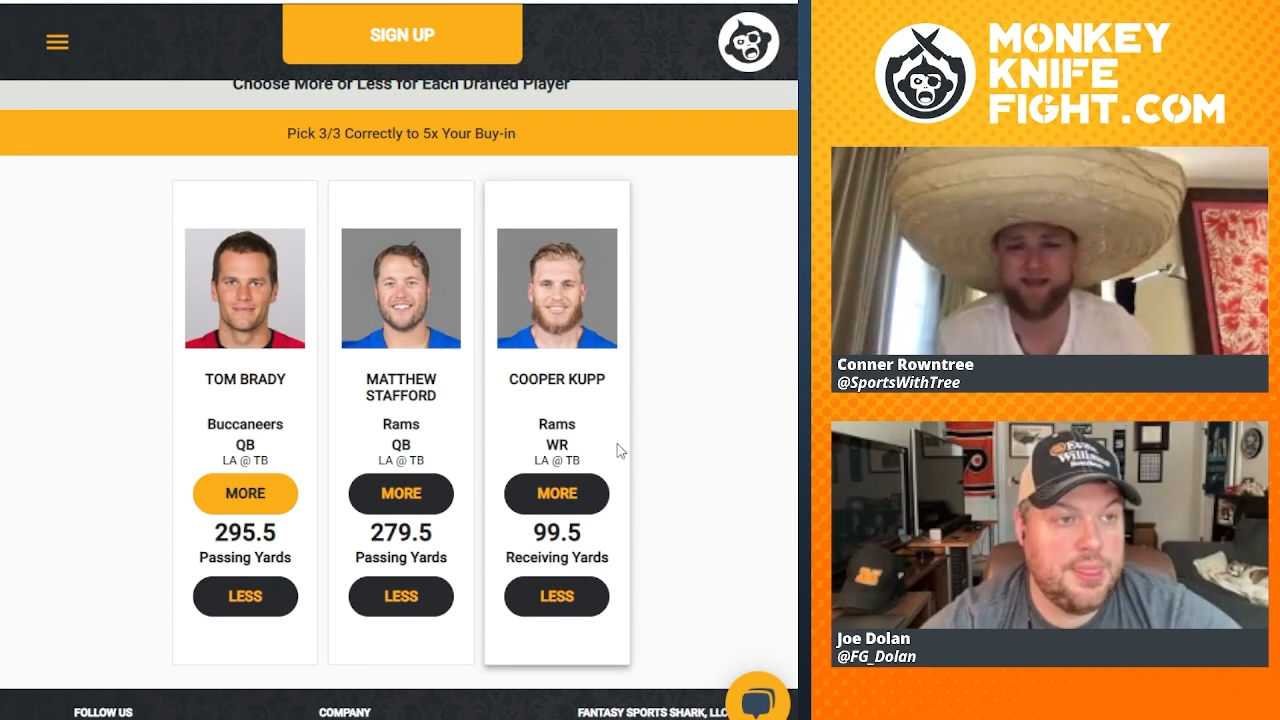 SIGN UP
Choose More or Less for Each Drafted Player
Pick 3/3 Correctly to 5x Your Buy-in
TOM BRADY
Buccaneers
QB
LA @ TB
MORE
295.5
Passing Yards
LESS
MATTHEW
STAFFORD
Rams
QB
LA @ TB
MORE
279.5
Passing Yards
LESS
COOPER KUPP
Rams
WR
LA @ TB
MORE
99.5
Receiving Yards
LESS
FOLLOW US
COMPANY
FANTASY SPORTS SHARK, LLC
MONKEY
KNIFE
FIGHT.COM
Conner Rowntree
@SportsWithTree
Evan
Williams
Bourbon
Joe Dolan
@FG_Dolan